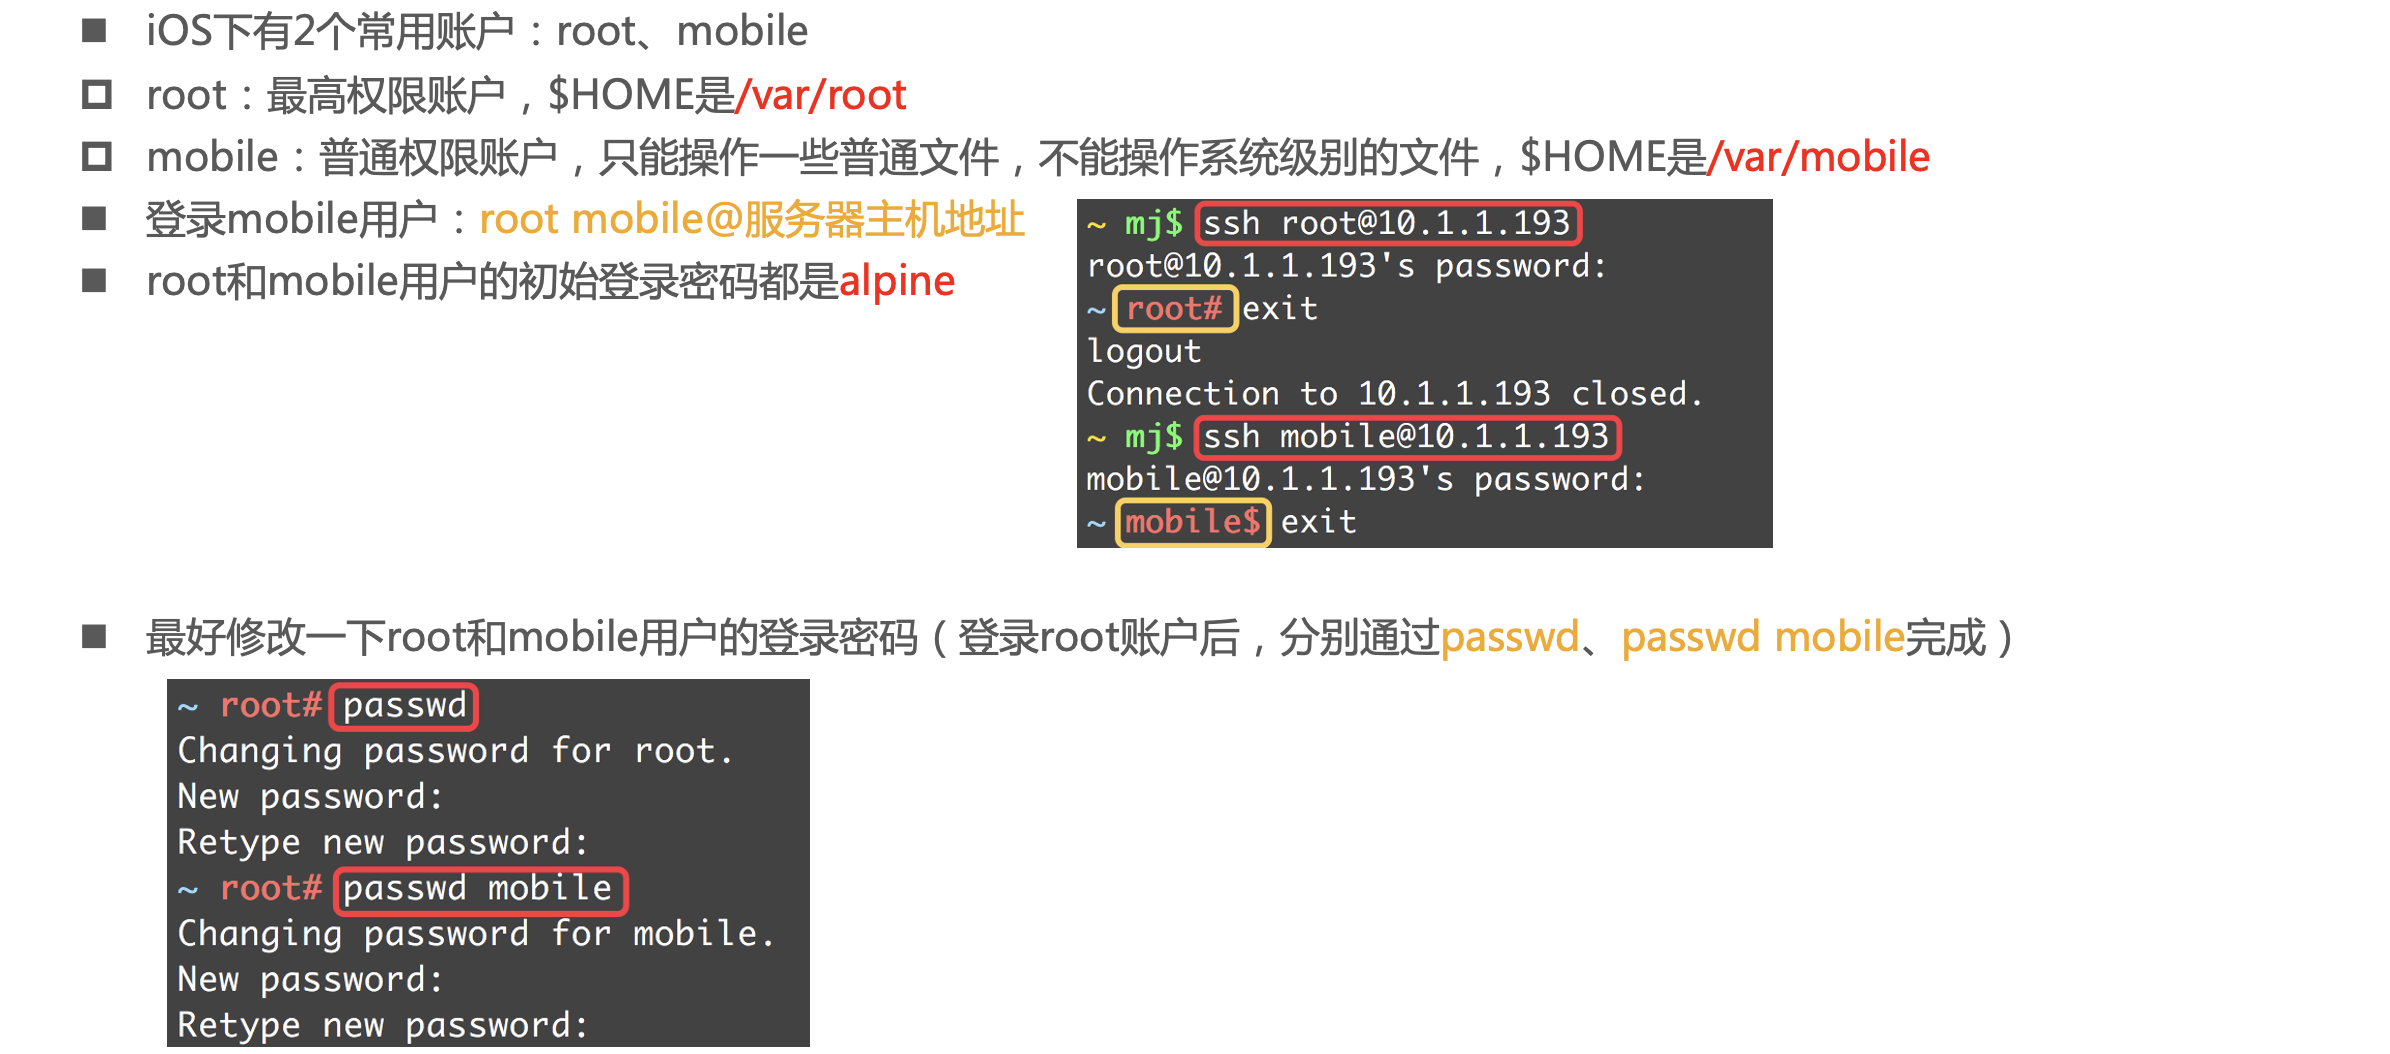 iOS下有2个常用账户：root、mobile
root：最高权限账户，$HOME是/var/root
mobile：普通权限账户，只能操作一些普通文件，不能操作系统级别的文件，$HOME是/var/mobile
登录mobile用户：root mobile@服务器主机地址
root和mobile用户的初始登录密码都是alpine
~ mj$ ssh root@10.1.1.193
root@10.1.1.193's password:
~ root# exit
logout
Connection to 10.1.1.193 closed.
~ mj$ ssh mobile@10.1.1.193
mobile@10.1.1.193's password:
~ mobile$ exit
最好修改一下root和mobile用户的登录密码（登录root账户后，分别通过passwd、passwd mobile完成）
~ root# passwd
Changing password for root.
New password:
Retype new password:
~ root# passwd mobile
Changing password for mobile.
New password:
Retype new password: